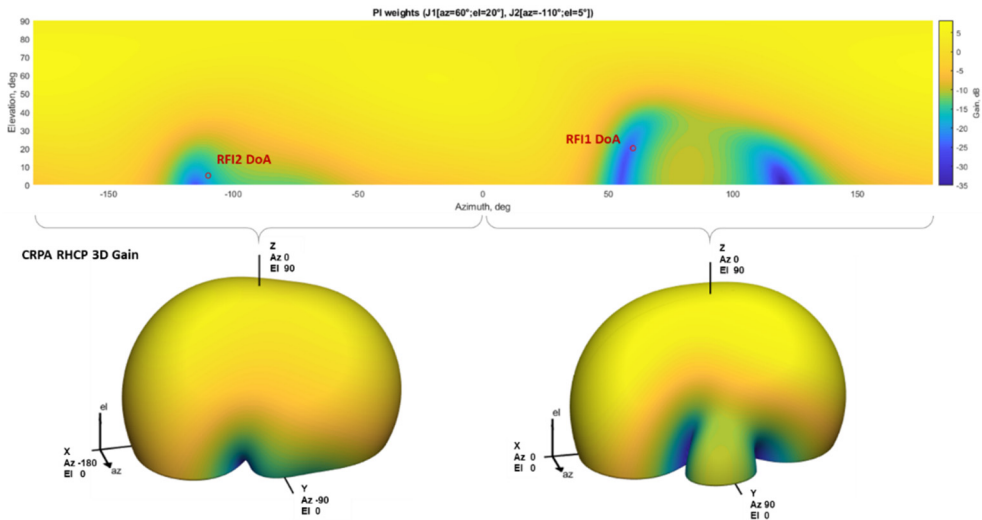 PI weights (J1[az=60°;el=20°], J2[az=-110°;el=5°])
90
80
70
60
50
40
30
20
10
0
Elevation, deg
RFI2 DoA
RFI1 DoA
5
0
-5
-10
-15
-20
-25
-30
-35
Gain, dB
-150
-100
-50
0
50
100
150
Azimuth, deg
CRPA RHCP 3D Gain
Z
Az 0
El 90
el
X
Az -180
El 0
az
Y
Az -90
El 0
Z
Az 0
El 90
el
X
Az 0
El 0
az
Y
Az 90
El 0